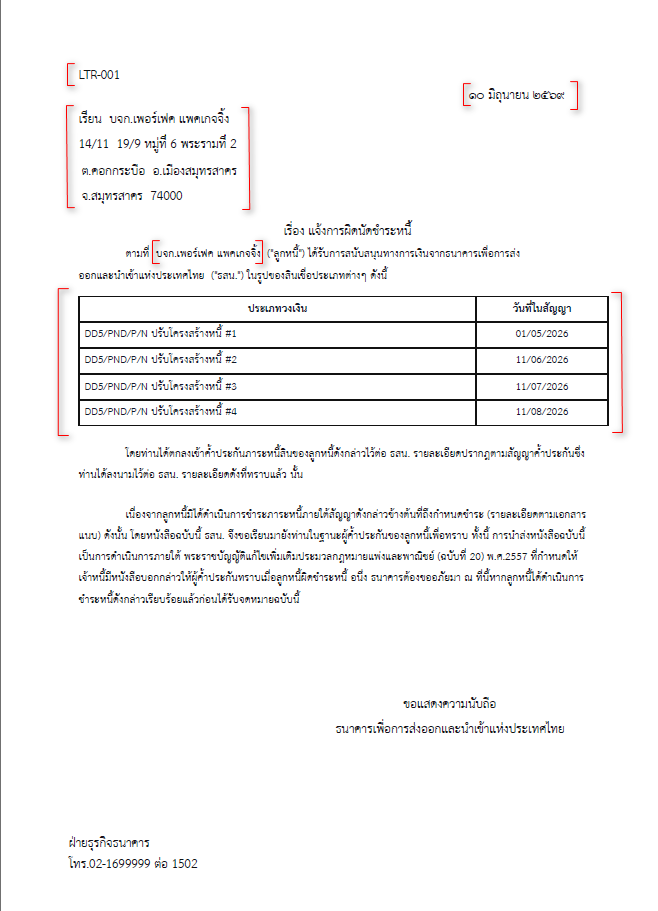 LTR-001
๑๐ มิถุนายน ๒๕๖๙
เรียน บจก.เพอร์เฟค แพคเกจจิ้ง
14/11 19/9 หมู่ที่ 6 พระรามที่ 2
ต.คอกกระบือ อ.เมืองสมุทรสาคร
จ.สมุทรสาคร 74000
เรื่อง แจ้งการผิดนัดชำระหนี้
ตามที่ บจก.เพอร์เฟค แพคเกจจิ้ง ("ลูกหนี้") ได้รับการสนับสนุนทางการเงินจากธนาคารเพื่อการส่ง
ออกและนำเข้าแห่งประเทศไทย ("ธสน.") ในรูปของสินเชื่อประเภทต่างๆ ดังนี้
ประเภทวงเงิน วันที่ในสัญญา
DD5/PND/P/N ปรับโครงสร้างหนี้ #1 01/05/2026
DD5/PND/P/N ปรับโครงสร้างหนี้ #2 11/06/2026
DD5/PND/P/N ปรับโครงสร้างหนี้ #3 11/07/2026
DD5/PND/P/N ปรับโครงสร้างหนี้ #4 11/08/2026
โดยท่านได้ตกลงเข้าค้ำประกันภาระหนี้สินของลูกหนี้ดังกล่าวไว้ต่อ ธสน. รายละเอียดปรากฏตามสัญญาค้ำประกันซึ่ง
ท่านได้ลงนามไว้ต่อ ธสน. รายละเอียดดังที่ทราบแล้ว นั้น
เนื่องจากลูกหนี้มิได้ดำเนินการชำระภาระหนี้ภายใต้สัญญาดังกล่าวข้างต้นที่ถึงกำหนดชำระ (รายละเอียดตามเอกสาร
แนบ) ดังนั้น โดยหนังสือฉบับนี้ ธสน. จึงขอเรียนมายังท่านในฐานะผู้ค้ำประกันของลูกหนี้เพื่อทราบ ทั้งนี้ การนำส่งหนังสือฉบับนี้
เป็นการดำเนินการภายใต้ พระราชบัญญัติแก้ไขเพิ่มเติมประมวลกฎหมายแพ่งและพาณิชย์ (ฉบับที่ 20) พ.ศ.2557 ที่กำหนดให้
เจ้าหนี้มีหนังสือบอกกล่าวให้ผู้ค้ำประกันทราบเมื่อลูกหนี้ผิดชำระหนี้ อนึ่ง ธนาคารต้องขออภัยมา ณ ที่นี้หากลูกหนี้ได้ดำเนินการ
ชำระหนี้ดังกล่าวเรียบร้อยแล้วก่อนได้รับจดหมายฉบับนี้
ขอแสดงความนับถือ
ธนาคารเพื่อการส่งออกและนำเข้าแห่งประเทศไทย
ฝ่ายธุรกิจธนาคาร
โทร.02-1699999 ต่อ 1502